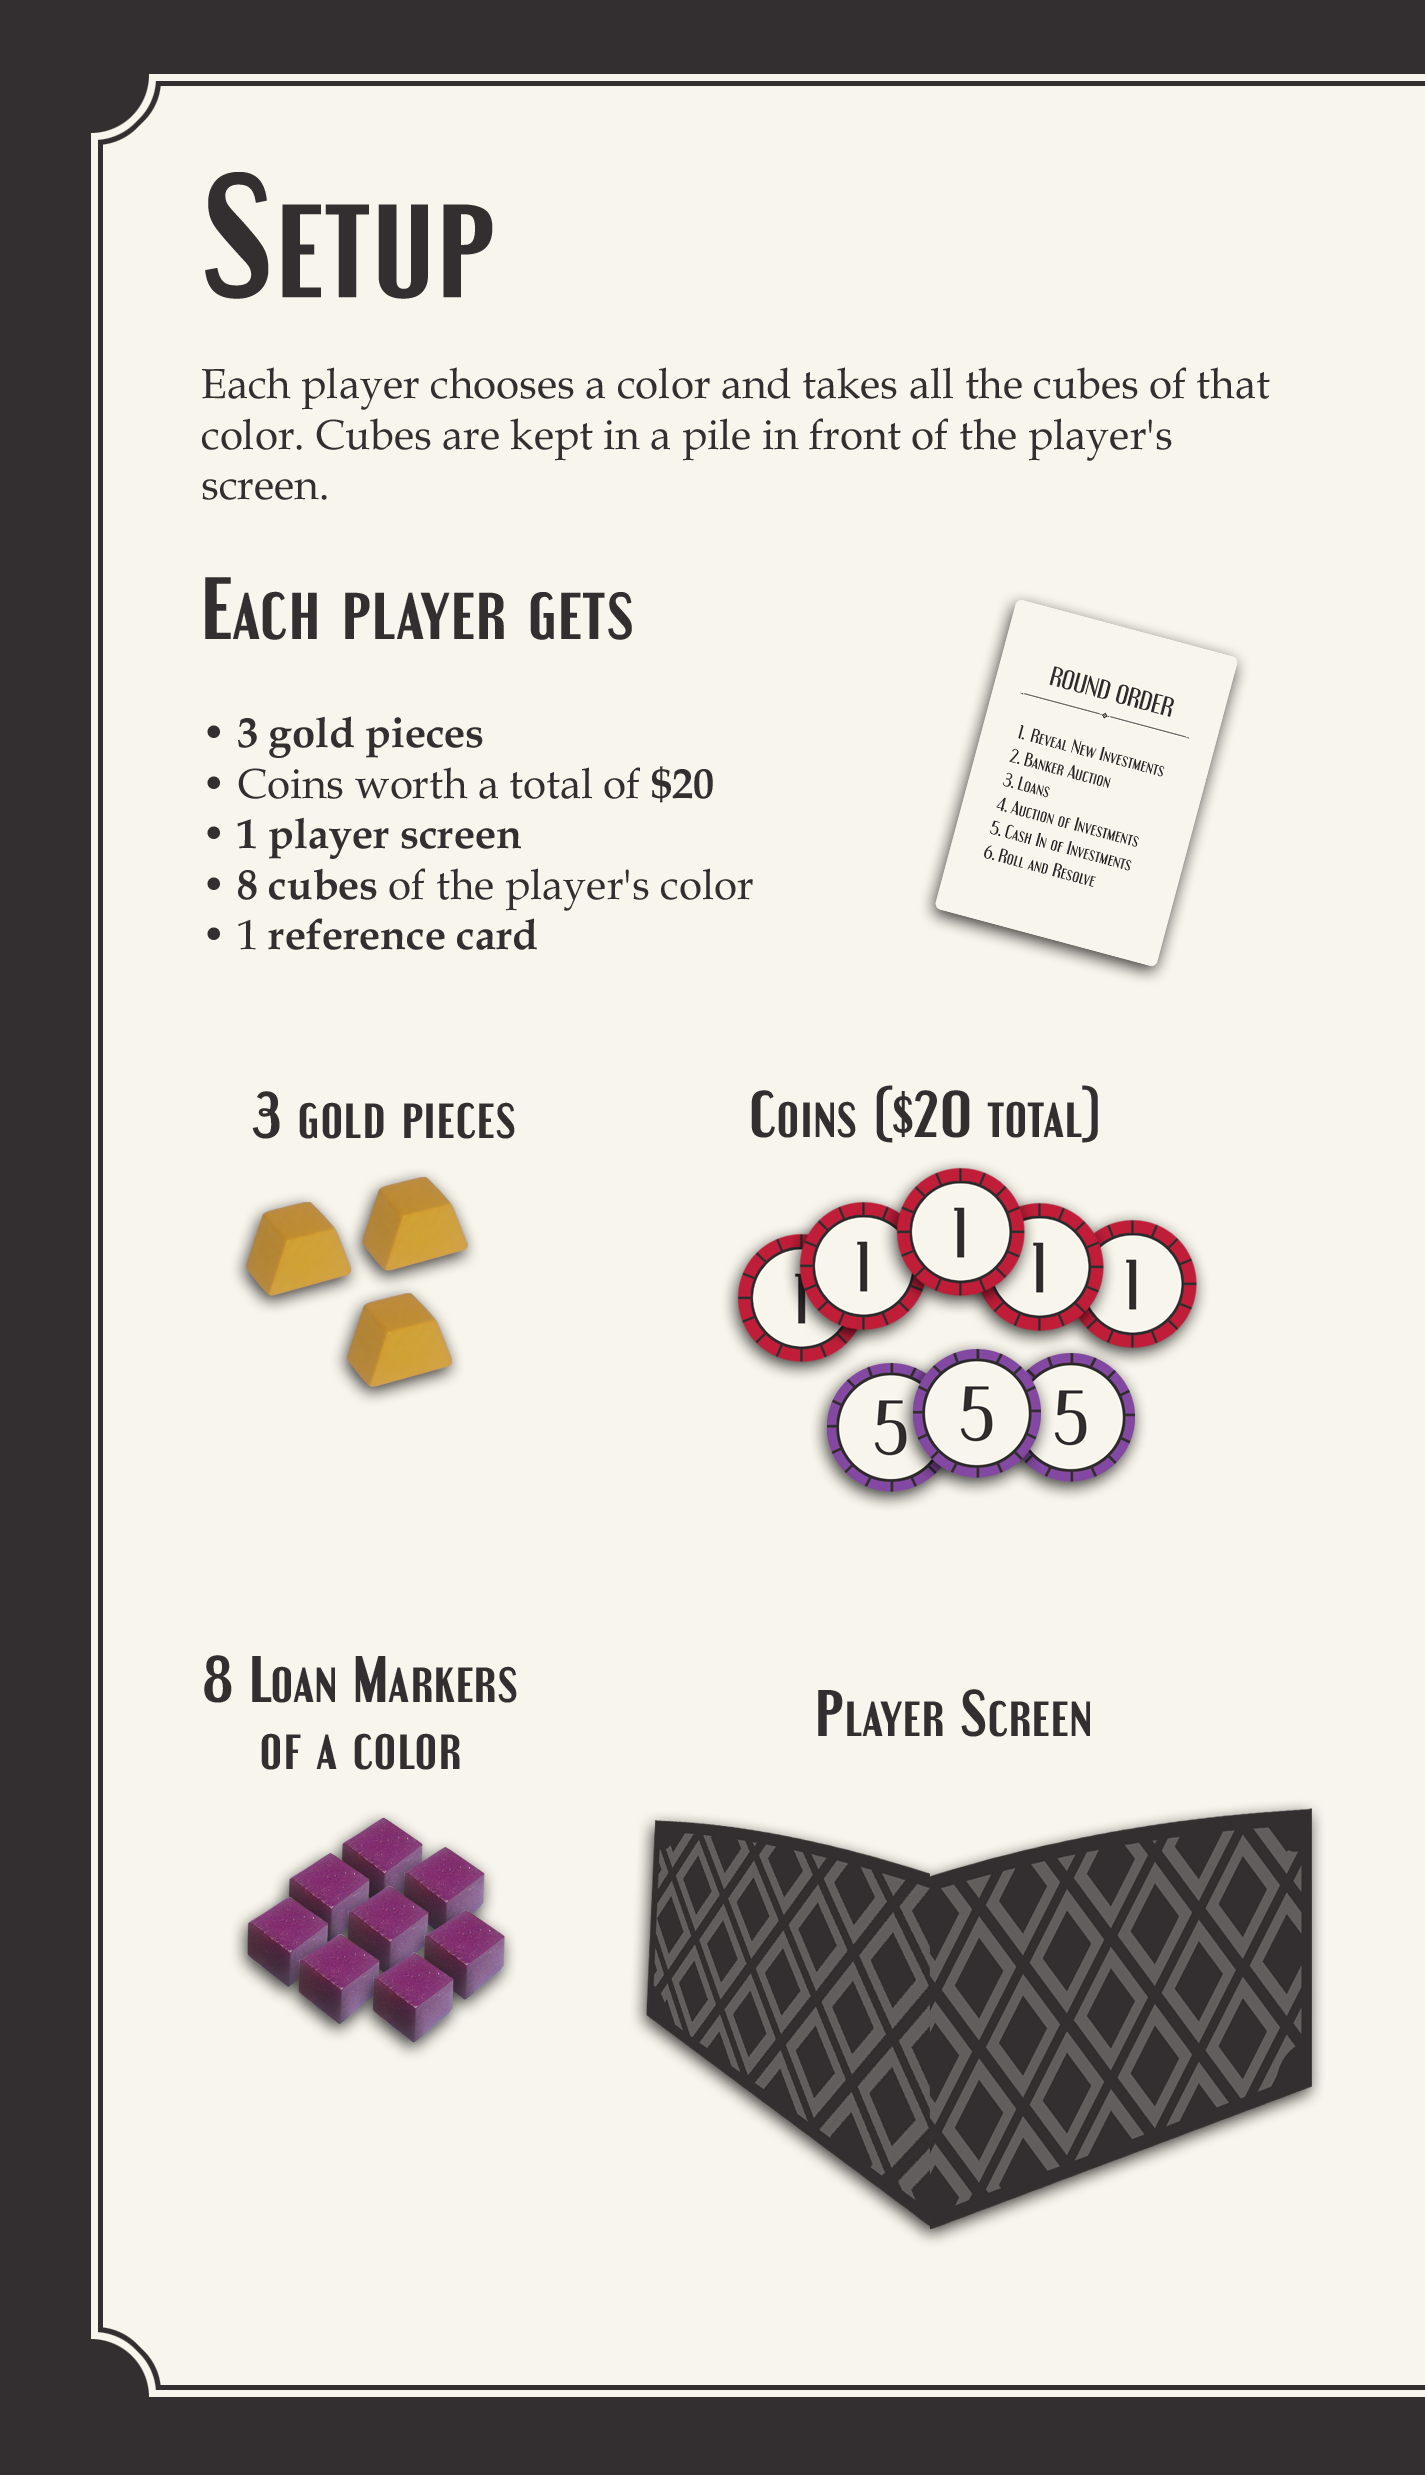 Setup
Each player chooses a color and takes all the cubes of that
color. Cubes are kept in a pile in front of the player's
screen.
Each player gets
• 3 gold pieces
• Coins worth a total of $20
• 1 player screen
• 8 cubes of the player's color
• 1 reference card
ROUND ORDER
1. Reveal New Investments
2. Banker Auction
3. Loans
4. Auction of Investments
5. Cash In of Investments
6. Roll and Resolve
3 gold pieces
Coins ($20 total)
1 1 1 1 1
5 5 5
8 Loan Markers
of a color
Player Screen